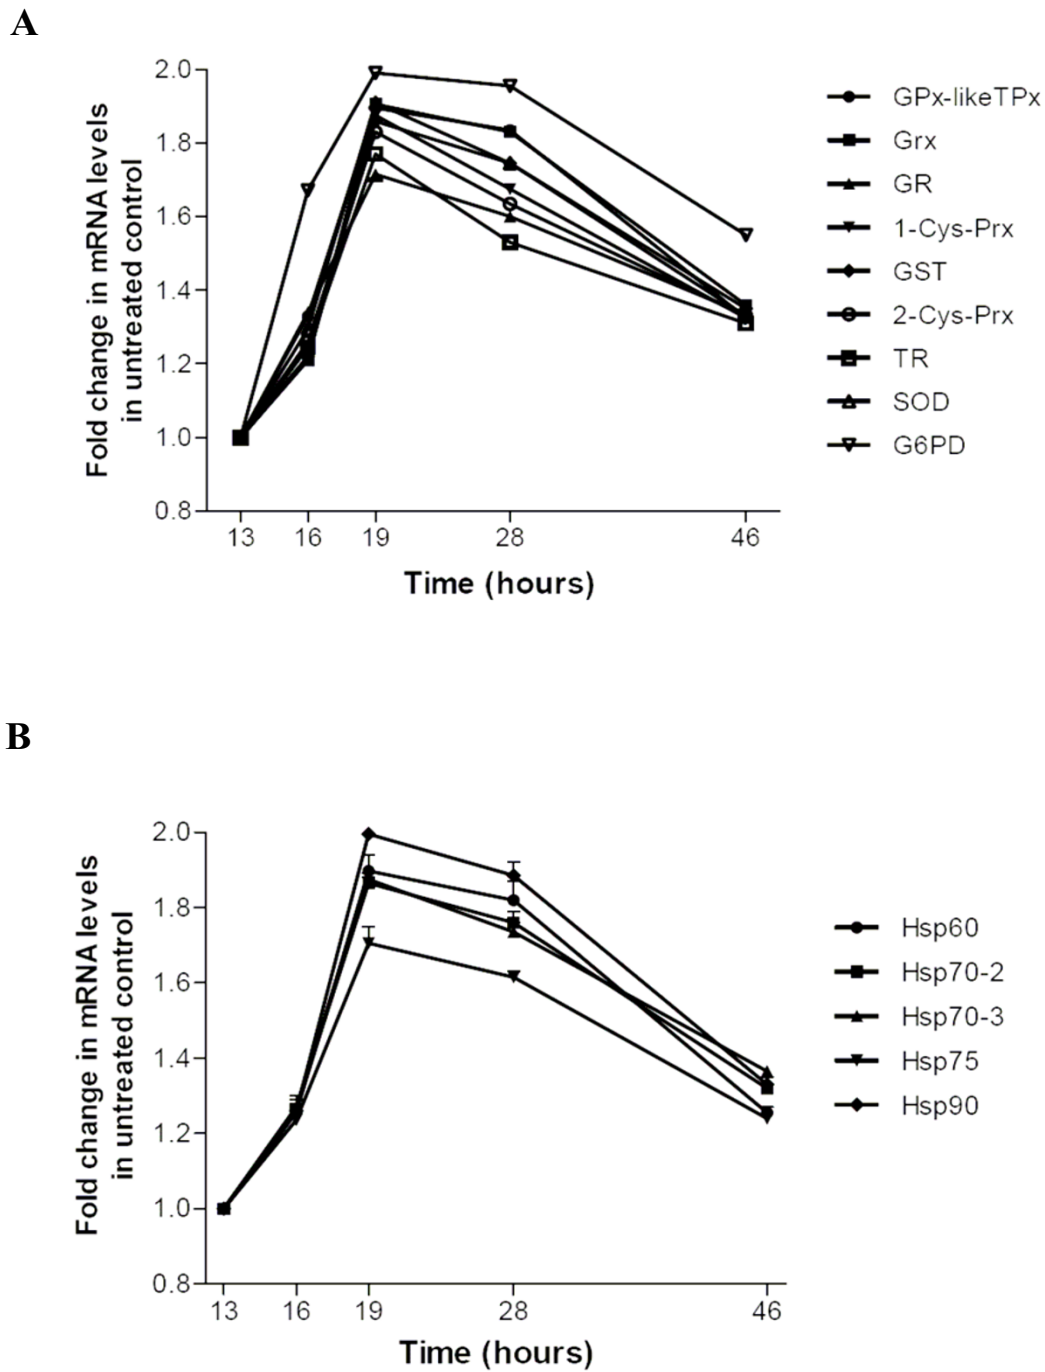 A
2.0
1.8
1.6
1.4
1.2
1.0
0.8
Fold change in mRNA levels
in untreated control
13 16 19 28 46
Time (hours)
GPx-likeTPx
Grx
GR
1-Cys-Prx
GST
2-Cys-Prx
TR
SOD
G6PD
B
2.0
1.8
1.6
1.4
1.2
1.0
0.8
Fold change in mRNA levels
in untreated control
13 16 19 28 46
Time (hours)
Hsp60
Hsp70-2
Hsp70-3
Hsp75
Hsp90